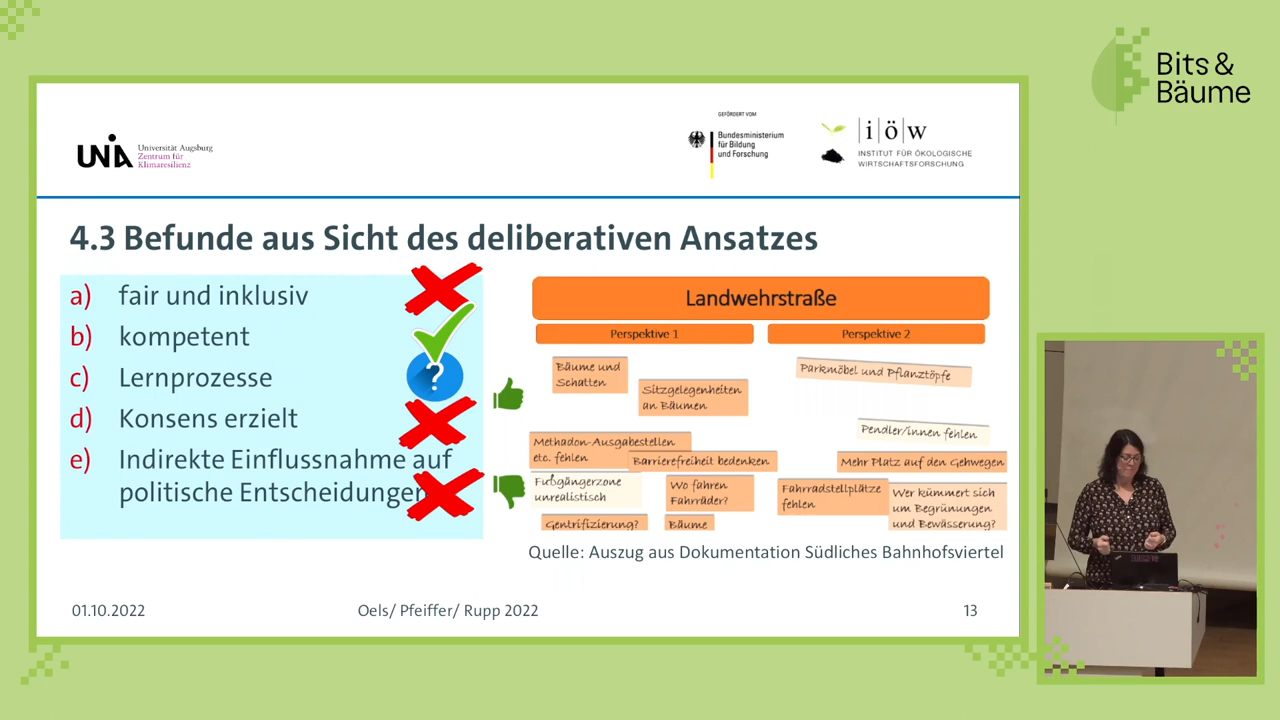 Bits &
Bäume
UNIA
Universität Augsburg
Zentrum für
Klimaresilienz
GEFÖRDERT VOM
Bundesministerium
für Bildung
und Forschung
|i|ö|w
INSTITUT FÜR ÖKOLOGISCHE
WIRTSCHAFTSFORSCHUNG
4.3 Befunde aus Sicht des deliberativen Ansatzes
a) fair und inklusiv
b) kompetent
c) Lernprozesse
?
d) Konsens erzielt
e) Indirekte Einflussnahme auf
politische Entscheidungen
Landwehrstraße
Perspektive 1
Perspektive 2
Bäume und
Schatten
Sitzgelegenheiten
an Bäumen
Parkmöbel und Pflanztöpfe
Pendler/innen fehlen
Methadon-Ausgabestellen
etc. fehlen
Barrierefreiheit bedenken
Mehr Platz auf den Gehwegen
Fußgängerzone
unrealistisch
Wo fahren
Fahrräder?
Fahrradstellplätze
fehlen
Wer kümmert sich
um Begrünungen
und Bewässerung?
Gentrifizierung?
Bäume
Quelle: Auszug aus Dokumentation Südliches Bahnhofsviertel
01.10.2022
Oels/ Pfeiffer/ Rupp 2022
13